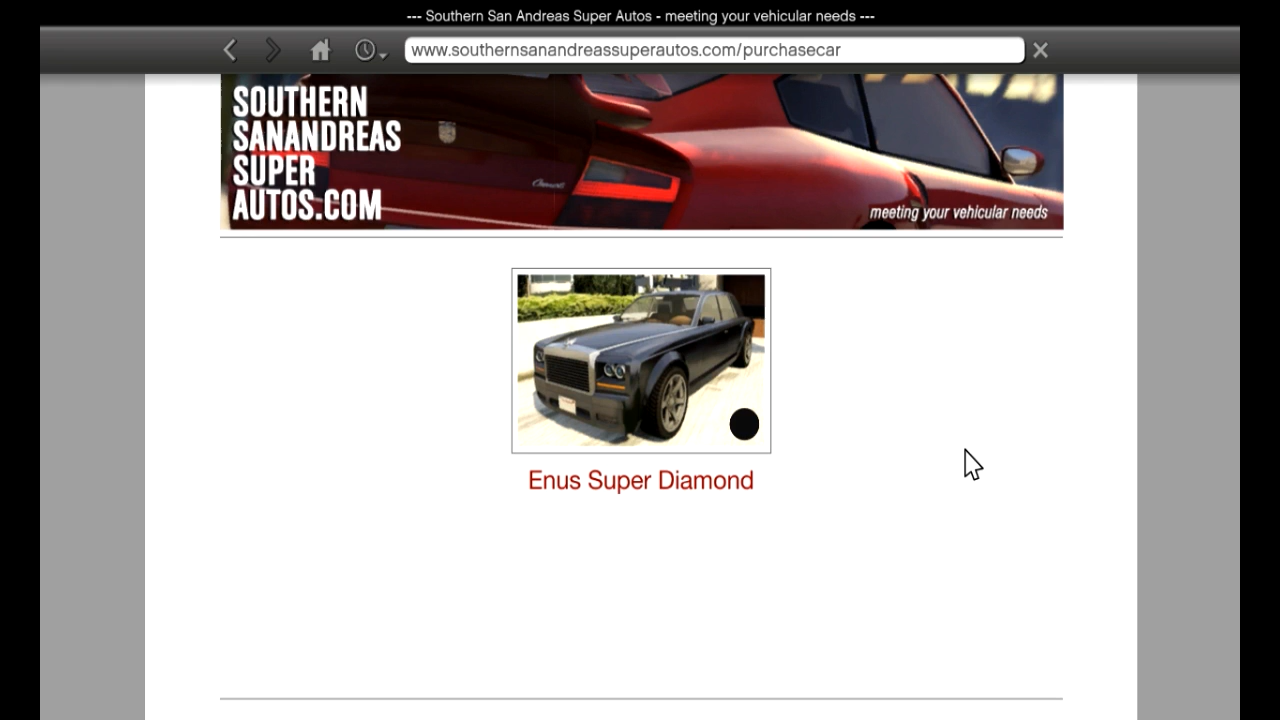 --- Southern San Andreas Super Autos - meeting your vehicular needs ---
www.southernsanandreassuperautos.com/purchasecar
SOUTHERN
SANANDREAS
SUPER
AUTOS.COM
meeting your vehicular needs
Enus Super Diamond